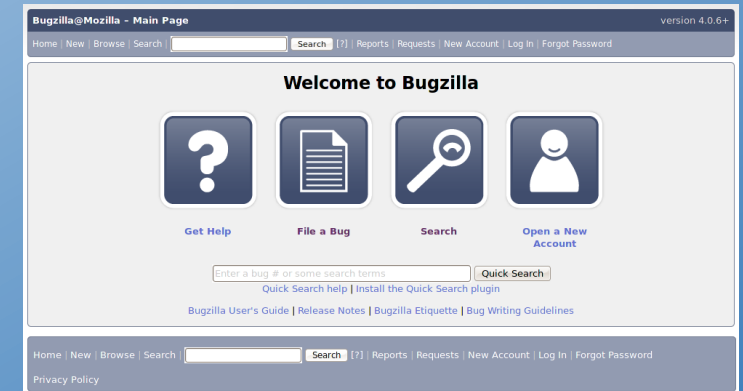 Bugzilla@Mozilla – Main Page version 4.0.6+
Home | New | Browse | Search | Search [?] | Reports | Requests | New Account | Log In | Forgot Password
Welcome to Bugzilla
Get Help File a Bug Search Open a New
Account
Enter a bug # or some search terms Quick Search
Quick Search help | Install the Quick Search plugin
Bugzilla User's Guide | Release Notes | Bugzilla Etiquette | Bug Writing Guidelines
Home | New | Browse | Search | Search [?] | Reports | Requests | New Account | Log In | Forgot Password
Privacy Policy